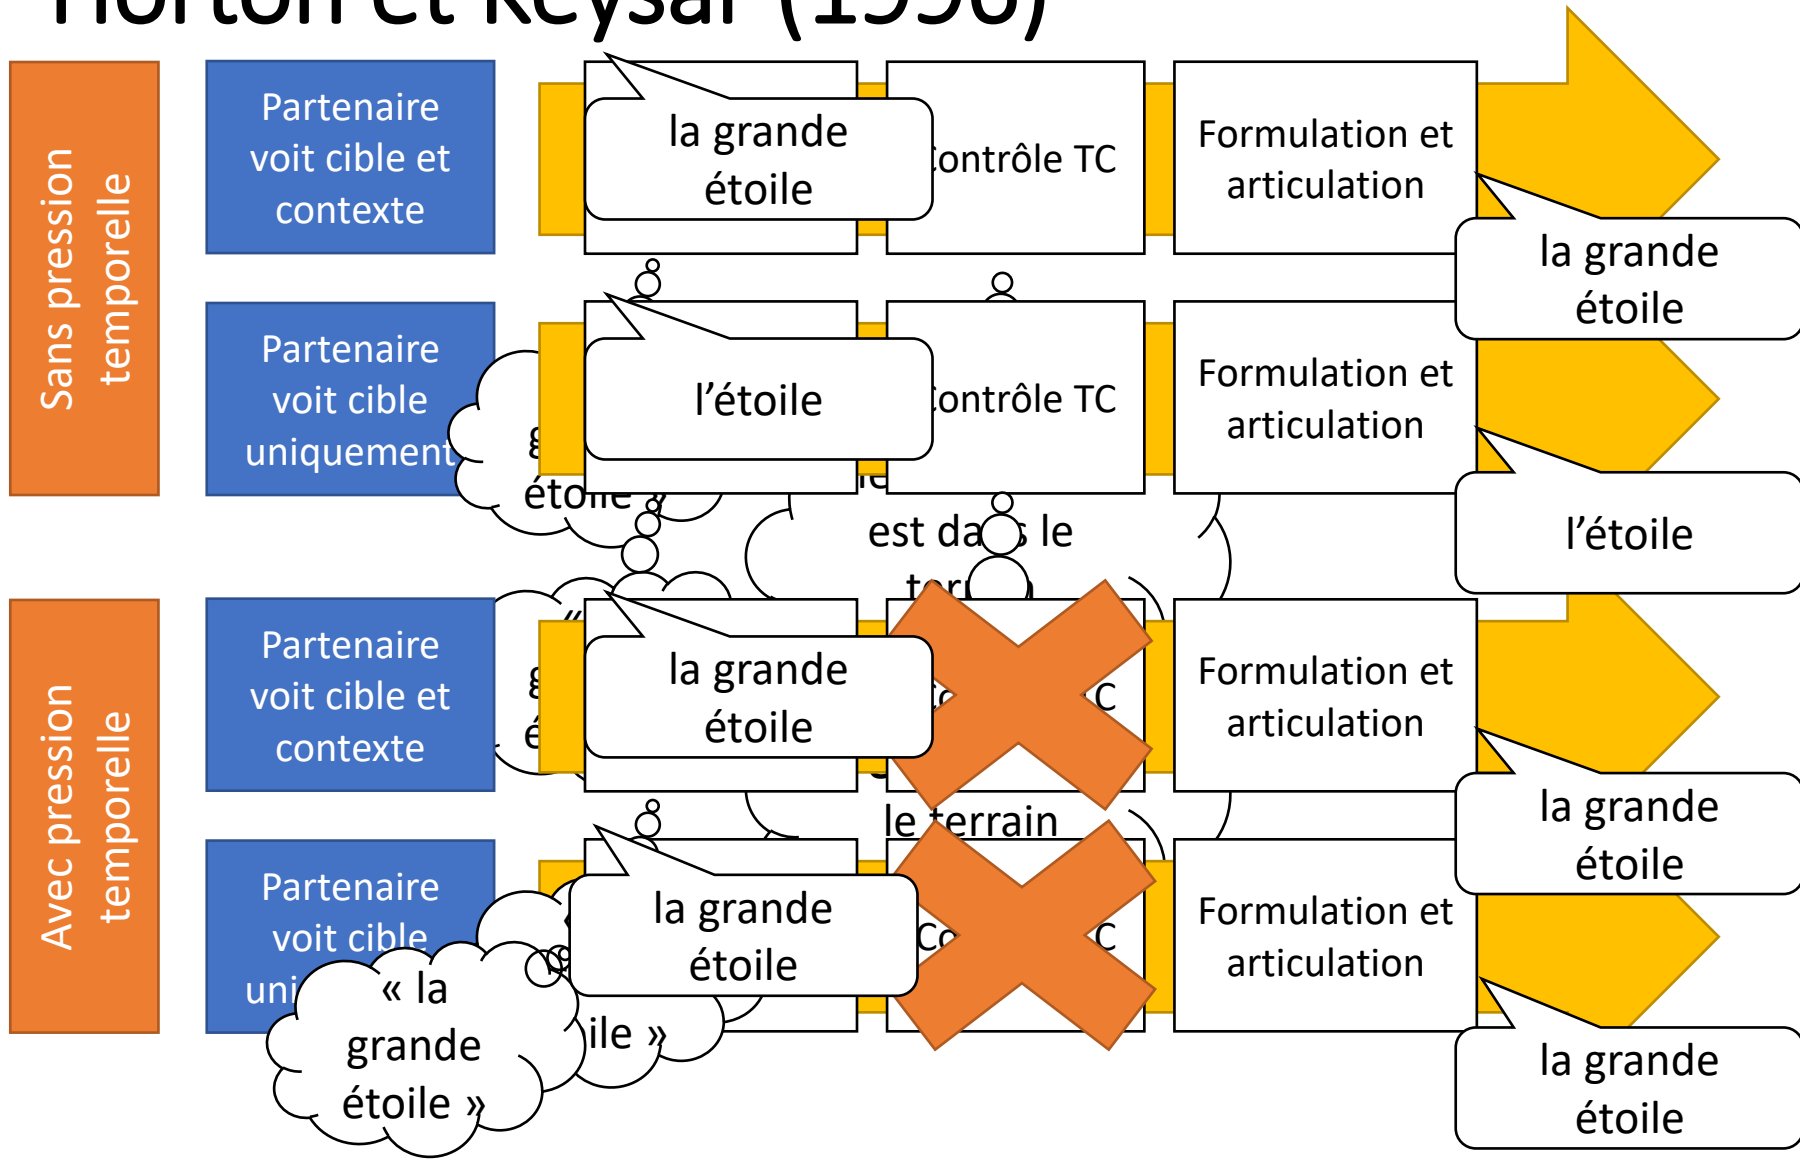 Horton et Keysar (1996)
Sans pression
temporelle
Partenaire
voit cible et
contexte
la grande
étoile
Contrôle TC
Formulation et
articulation
la grande
étoile
Partenaire
voit cible
uniquement
étoile »
l'étoile
Contrôle TC
Formulation et
articulation
l'étoile
est dans le
terrain
Avec pression
temporelle
Partenaire
voit cible et
contexte
«
la grande
étoile
Formulation et
articulation
la grande
étoile
le terrain
Partenaire
voit cible
la grande
étoile
Formulation et
articulation
la grande
étoile
« la
grande
étoile »